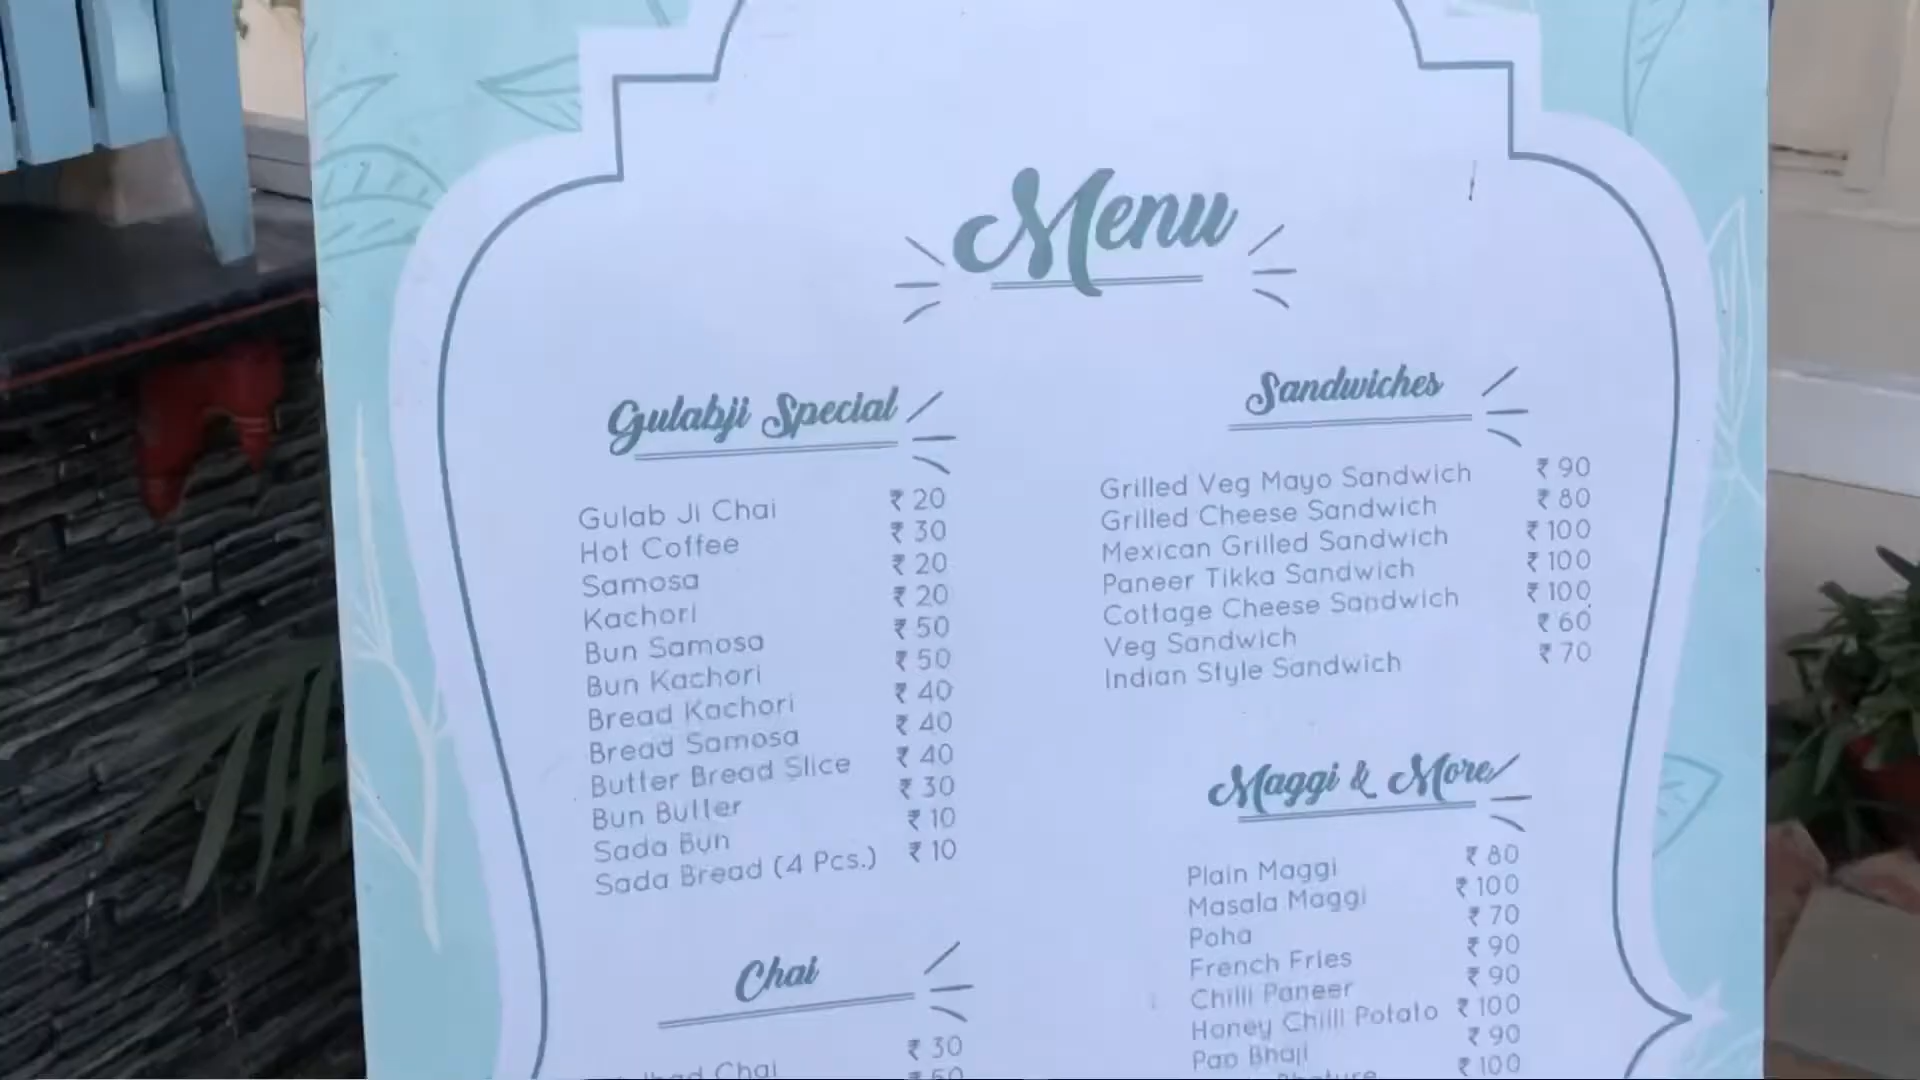 Menu
Gulabji Special
Gulab Ji Chai ₹ 20
Hot Coffee ₹ 30
Samosa ₹ 20
Kachori ₹ 20
Bun Samosa ₹ 50
Bun Kachori ₹ 50
Bread Kachori ₹ 40
Bread Samosa ₹ 40
Butter Bread Slice ₹ 40
Bun Butter ₹ 30
Sada Bun ₹ 10
Sada Bread (4 Pcs.) ₹ 10
Chai
Chai ₹ 30
Sandwiches
Grilled Veg Mayo Sandwich ₹ 90
Grilled Cheese Sandwich ₹ 80
Mexican Grilled Sandwich ₹ 100
Paneer Tikka Sandwich ₹ 100
Cottage Cheese Sandwich ₹ 100
Veg Sandwich ₹ 60
Indian Style Sandwich ₹ 70
Maggi & More
Plain Maggi ₹ 80
Masala Maggi ₹ 100
Poha ₹ 70
French Fries ₹ 90
Chilli Paneer ₹ 90
Honey Chilli Potato ₹ 100
Pao Bhaji ₹ 90
₹ 100